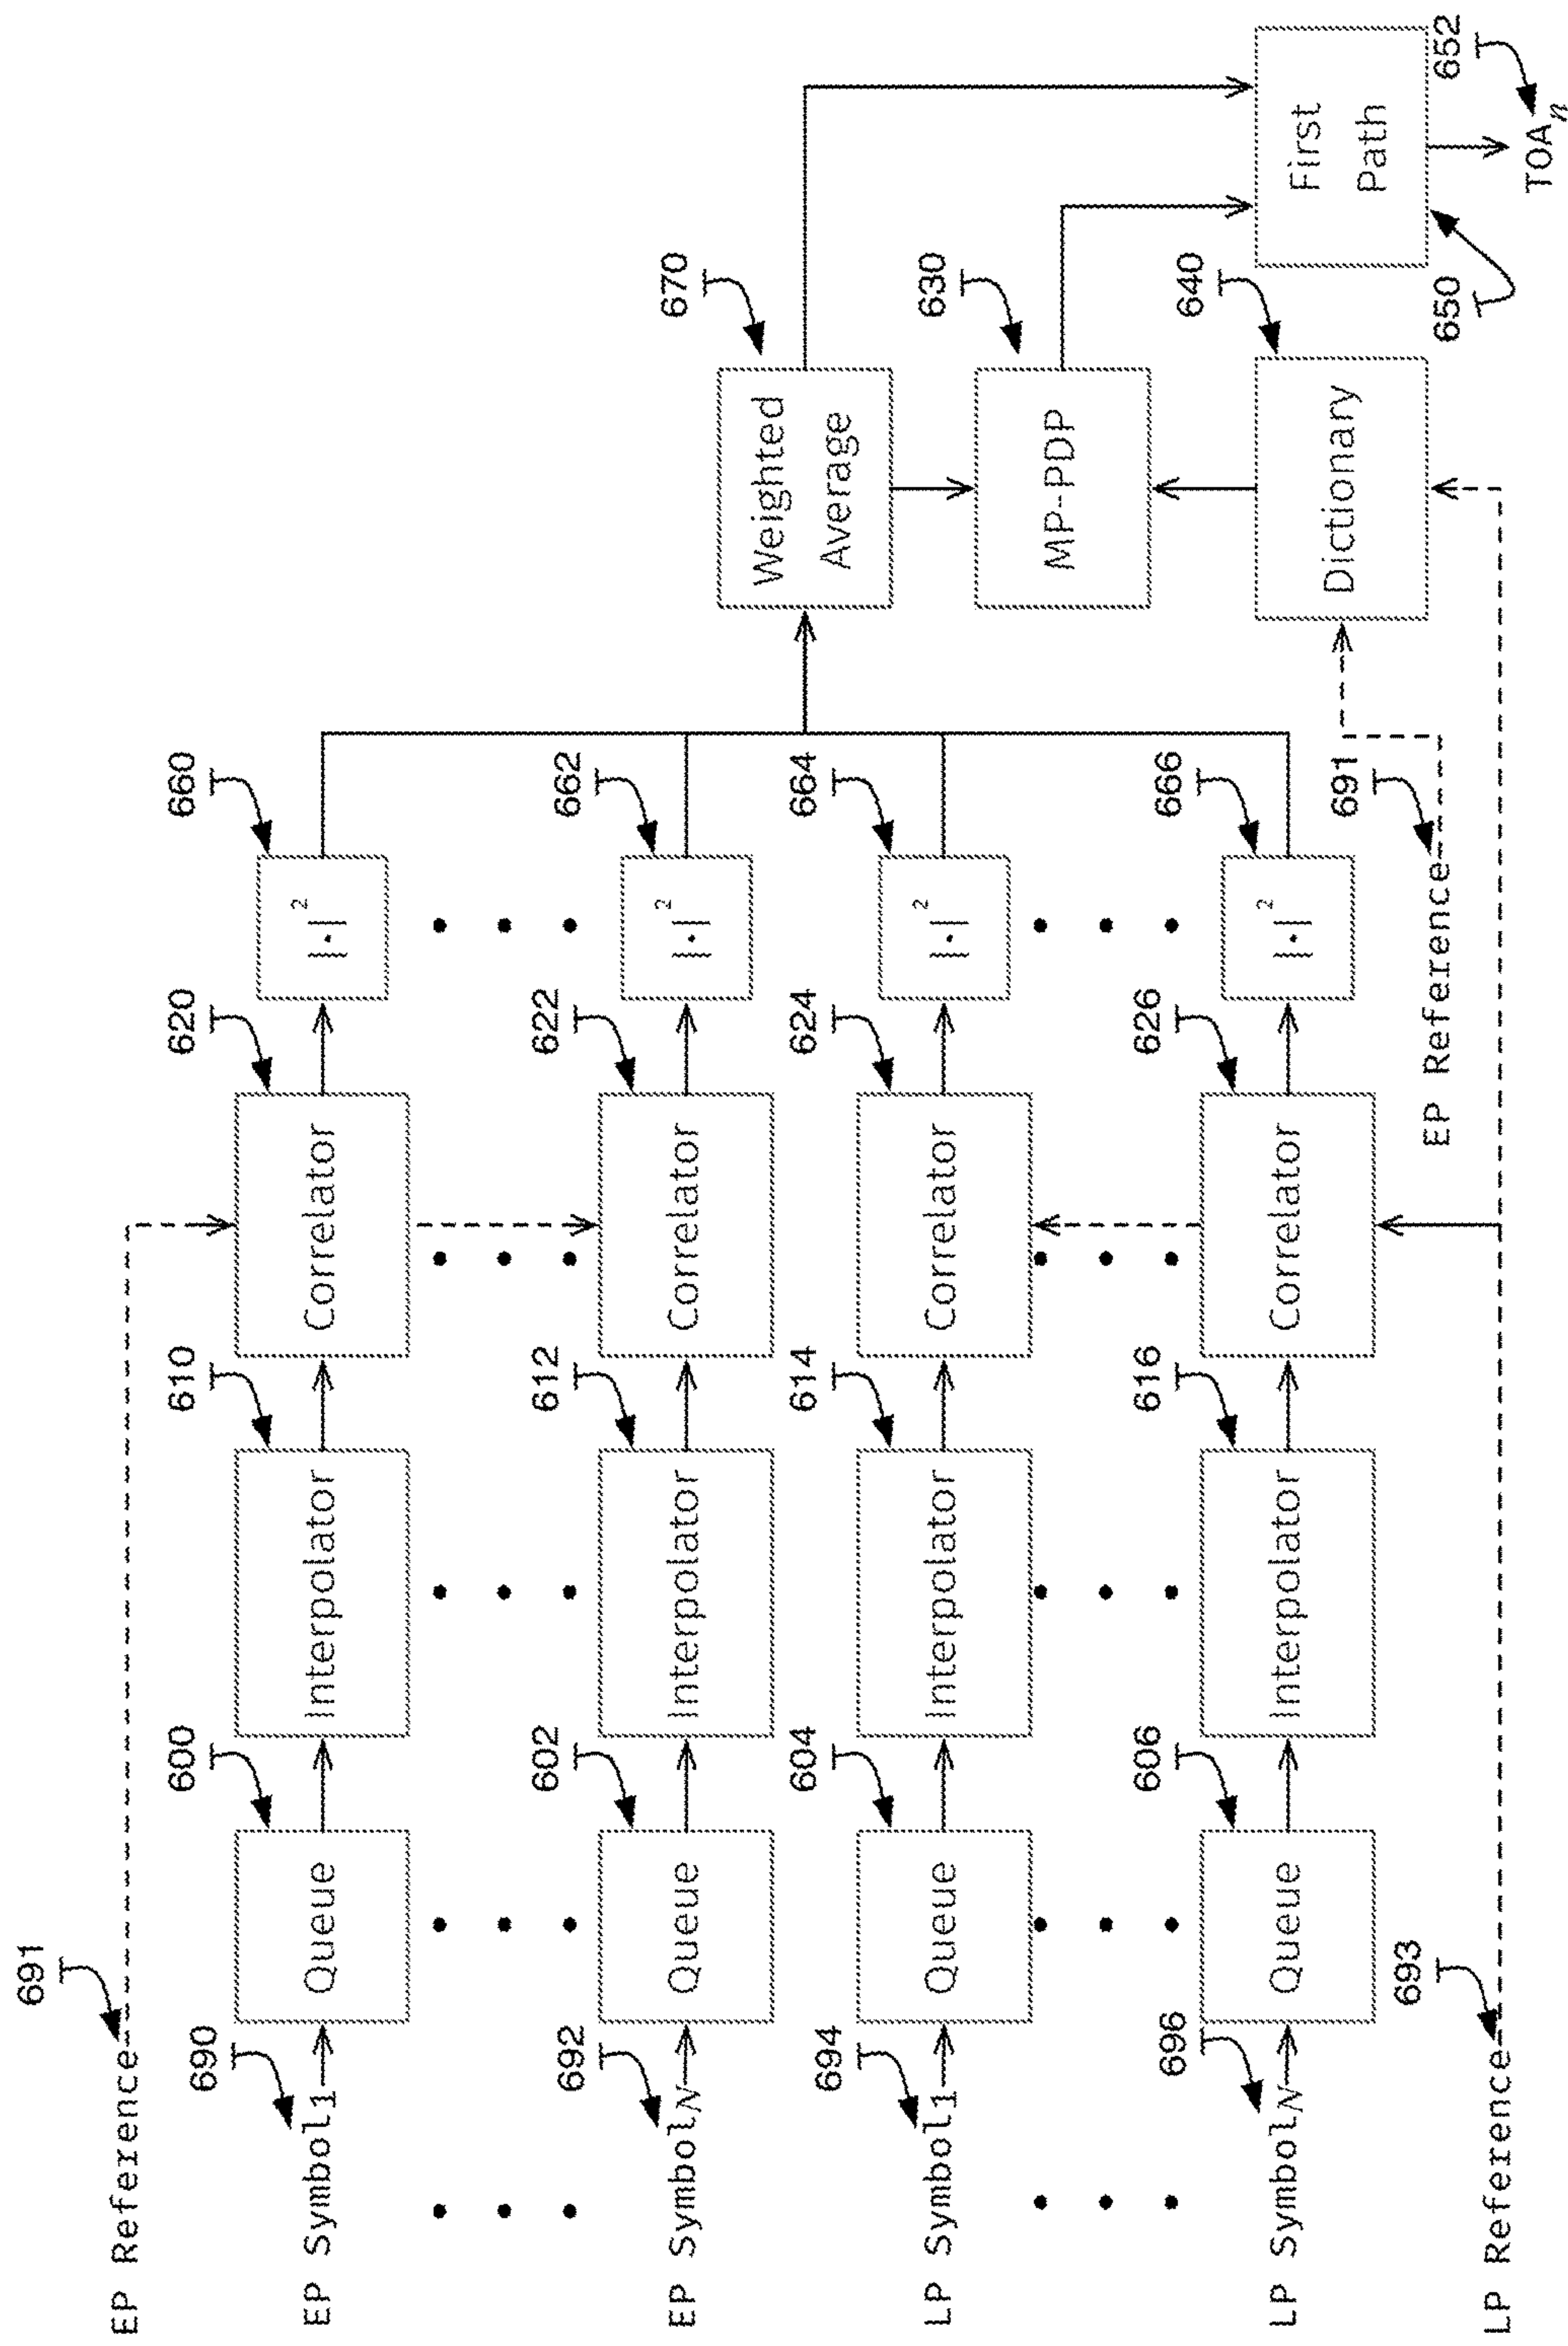 EP Reference
691
EP Symbol1
690
Queue
600
Interpolator
610
Correlator
620
|·|²
660
EP SymbolN
692
Queue
602
Interpolator
612
Correlator
622
|·|²
662
LP Symbol1
694
Queue
604
Interpolator
614
Correlator
624
|·|²
664
LP SymbolN
696
Queue
606
Interpolator
616
Correlator
626
|·|²
666
LP Reference
693
EP Reference
691
Weighted
Average
670
MP-PDP
630
Dictionary
640
First
Path
650
TOAn
652